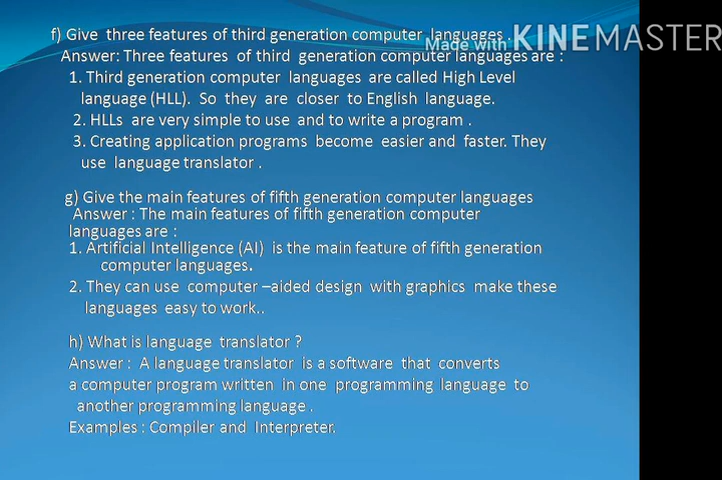 f) Give three features of third generation computer languages .
Made with KINEMASTER
Answer: Three features of third generation computer languages are :
1. Third generation computer languages are called High Level
language (HLL). So they are closer to English language.
2. HLLs are very simple to use and to write a program .
3. Creating application programs become easier and faster. They
use language translator .
g) Give the main features of fifth generation computer languages
Answer : The main features of fifth generation computer
languages are :
1. Artificial Intelligence (AI) is the main feature of fifth generation
computer languages.
2. They can use computer –aided design with graphics make these
languages easy to work..
h) What is language translator ?
Answer : A language translator is a software that converts
a computer program written in one programming language to
another programming language .
Examples : Compiler and Interpreter.